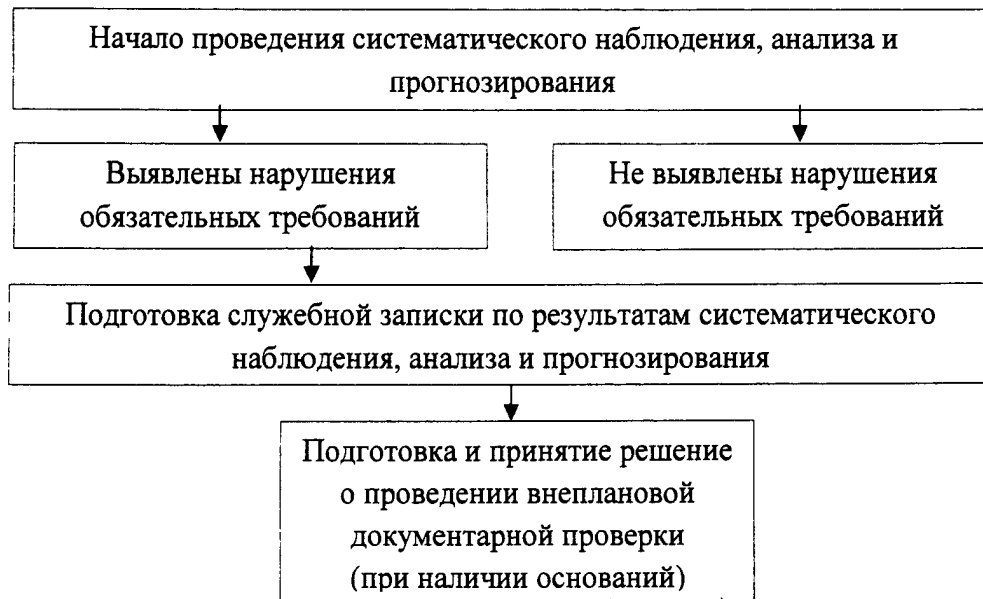 Начало проведения систематического наблюдения, анализа и
прогнозирования
Выявлены нарушения
обязательных требований
Не выявлены нарушения
обязательных требований
Подготовка служебной записки по результатам систематического
наблюдения, анализа и прогнозирования
Подготовка и принятие решение
о проведении внеплановой
документарной проверки
(при наличии оснований)